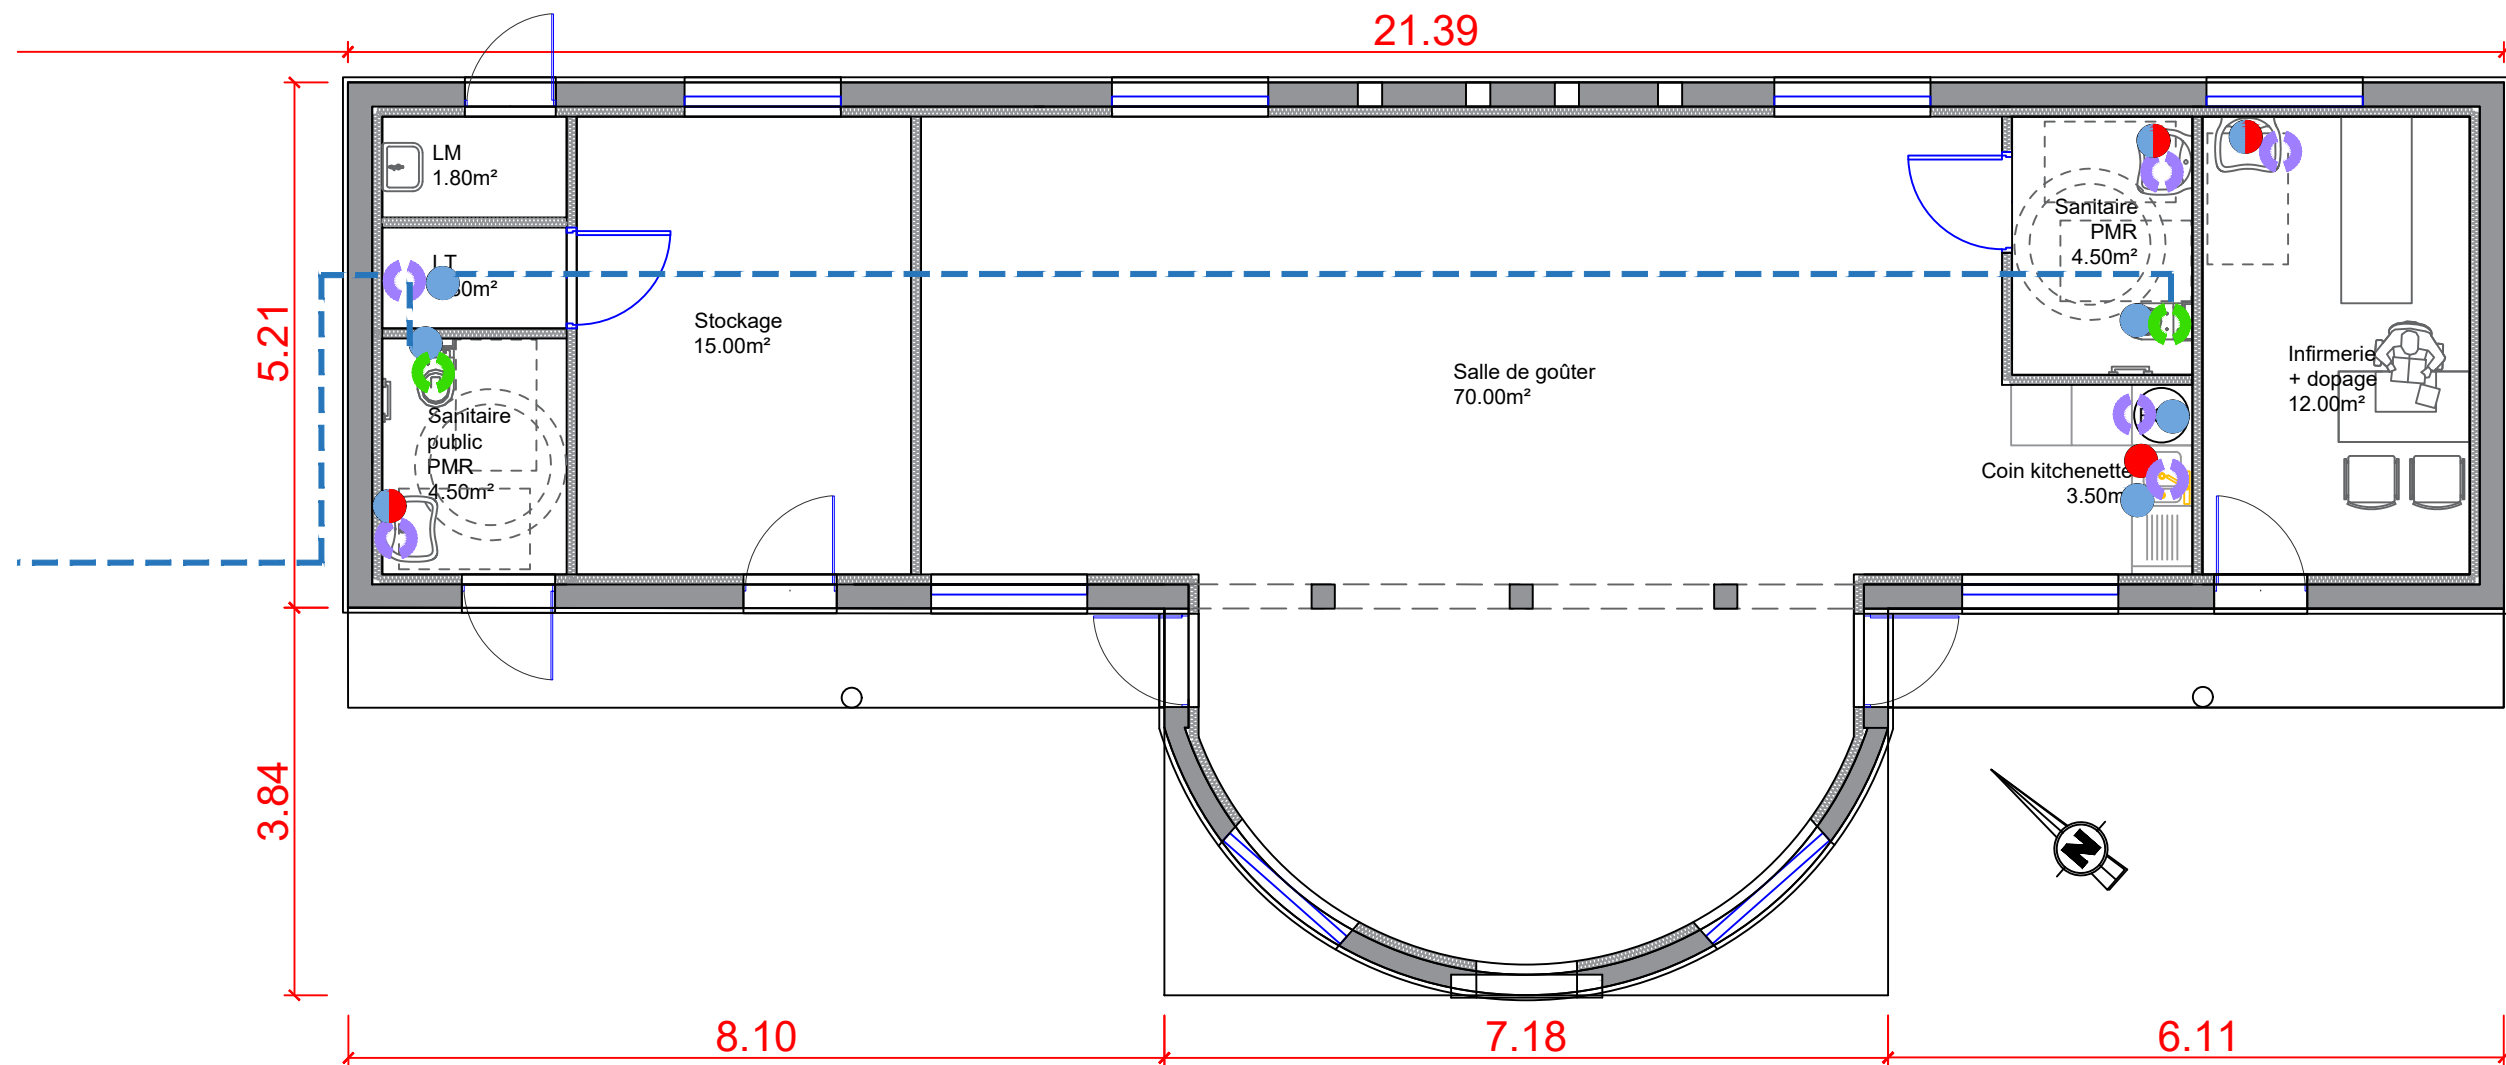 21.39
LM
1.80m²
LT
Sanitaire
PMR
4.50m²
5.21
Stockage
15.00m²
Salle de goûter
70.00m²
Infirmerie
+ dopage
12.00m²
Sanitaire
public
PMR
4.50m²
Coin kitchenette
3.50m
3.84
N
8.10
7.18
6.11